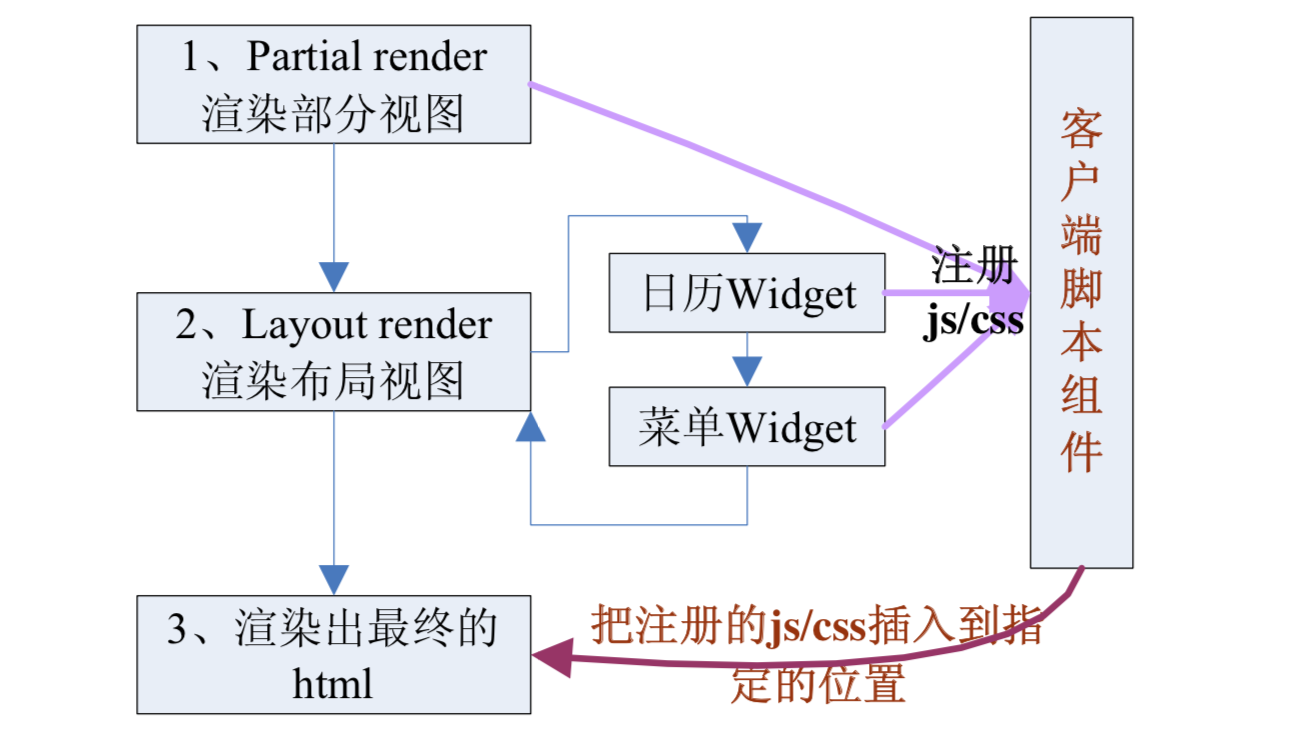 1、Partial render
渲染部分视图
2、Layout render
渲染布局视图
日历Widget
菜单Widget
注册
js/css
客户端脚本组件
3、渲染出最终的
html
把注册的js/css插入到指
定的位置